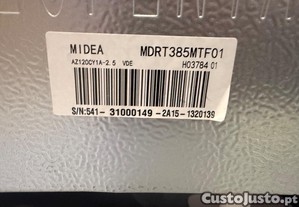 MIDEA MDRT385MTF01
AZ120CY1A-2.5 VDE H03784 01
S/N:541- 31000149 -2A15-1320139
CustoJusto.pt